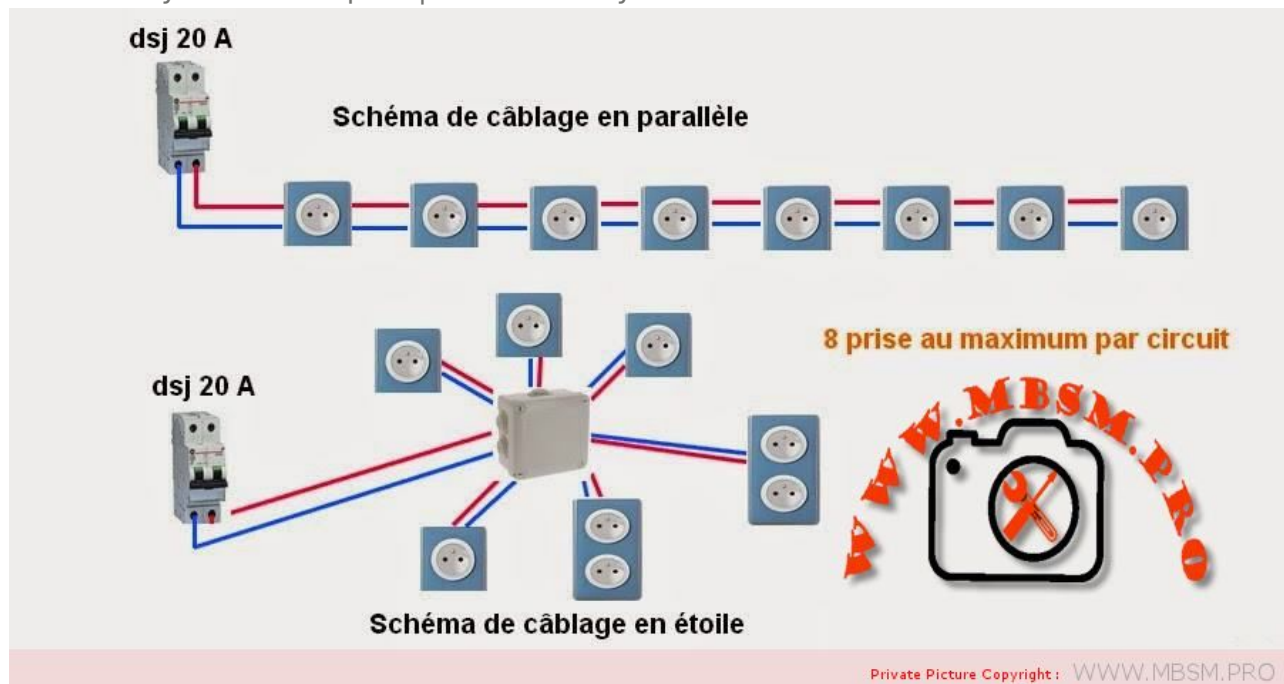 dsj 20 A
Schéma de câblage en parallèle
8 prise au maximum par circuit
dsj 20 A
WWW.MBSM.PRO
Schéma de câblage en étoile
Private Picture Copyright : WWW.MBSM.PRO